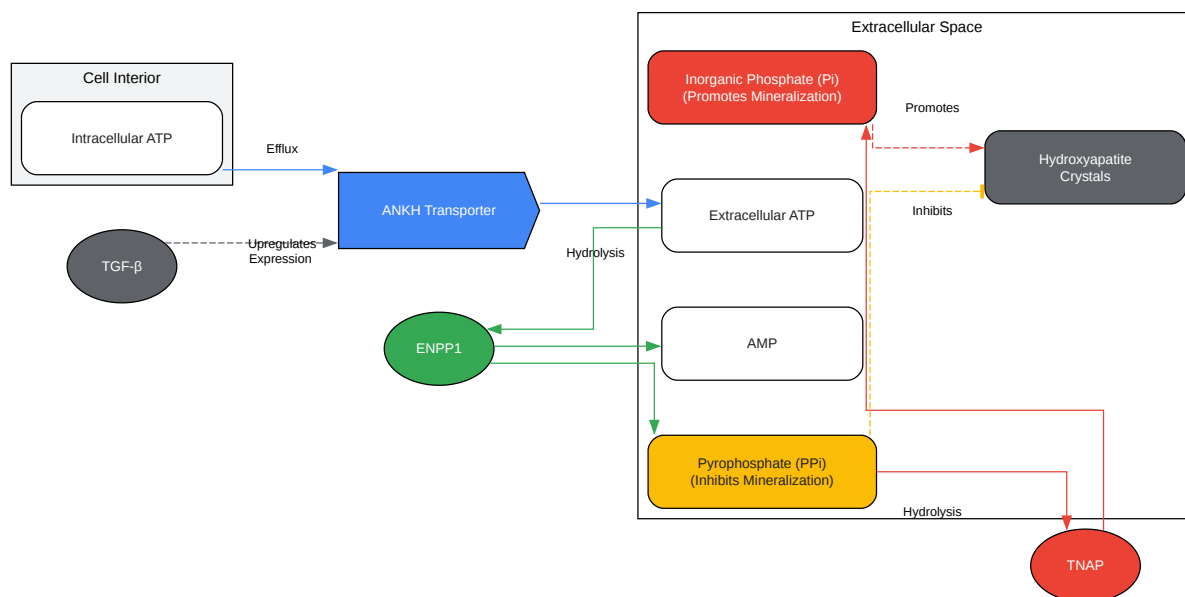 Extracellular Space
Cell Interior
Inorganic Phosphate (Pi)
(Promotes Mineralization)
Promotes
Intracellular ATP
Efflux
Hydroxyapatite
Crystals
ANKH Transporter
Extracellular ATP
Inhibits
Upregulates
Expression
Hydrolysis
TGF-β
ENPP1
AMP
Pyrophosphate (PPi)
(Inhibits Mineralization)
Hydrolysis
TNAP